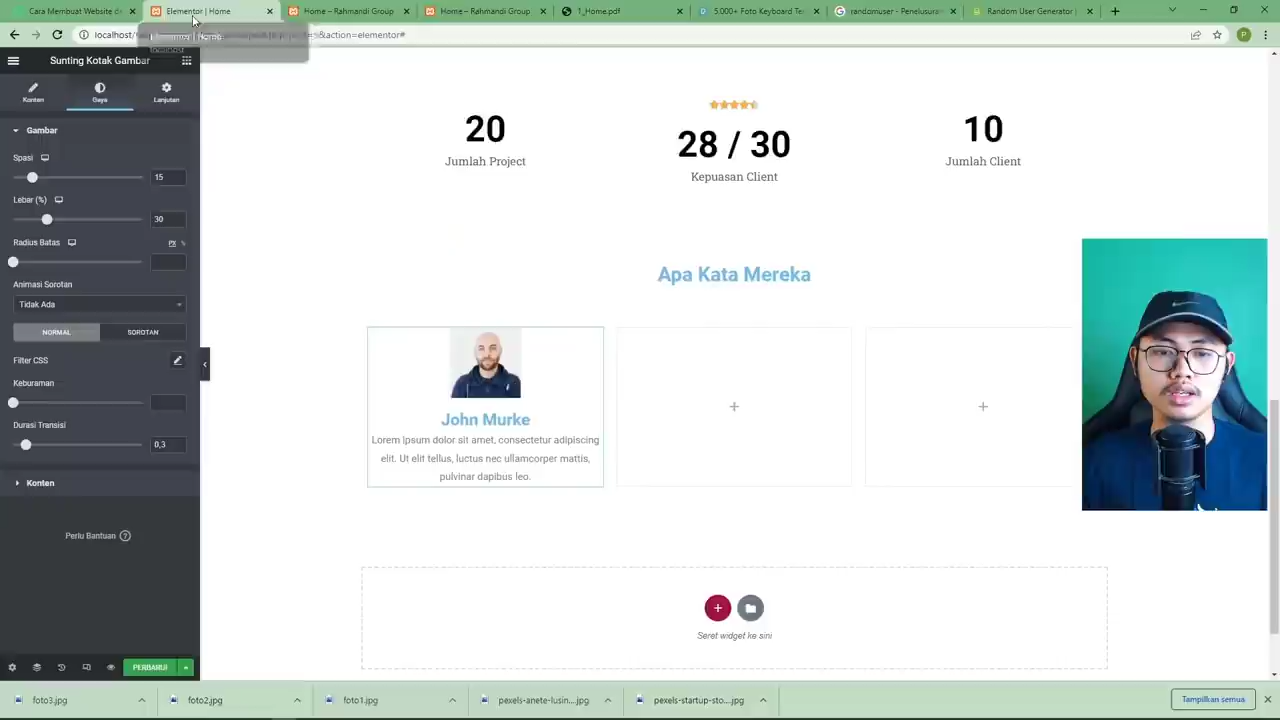 Cara Membuat Website d
Elementor | Home
Home – Rahmandi Group
Home – Rahmandi Group
1_Home.pdf
5.000+ Foto Keyboard Te
randomuser - Penelusura
Random User Generator |
&action=elementor#
P
Sunting Kotak Gambar
Konten
Gaya
Lanjutan
Gambar
Spasi
15
Lebar (%)
30
Radius Batas
PX %
Animasi Sorotan
Tidak Ada
NORMAL
SOROTAN
Filter CSS
Keburaman
Durasi Transisi
0,3
Konten
Perlu Bantuan
PERBARUI
20
Jumlah Project
28 / 30
Kepuasan Client
10
Jumlah Client
Apa Kata Mereka
John Murke
Lorem ipsum dolor sit amet, consectetur adipiscing
elit. Ut elit tellus, luctus nec ullamcorper mattis,
pulvinar dapibus leo.
Seret widget ke sini
foto3.jpg
foto2.jpg
foto1.jpg
pexels-anete-lusin....jpg
pexels-startup-sto....jpg
Tampilkan semua